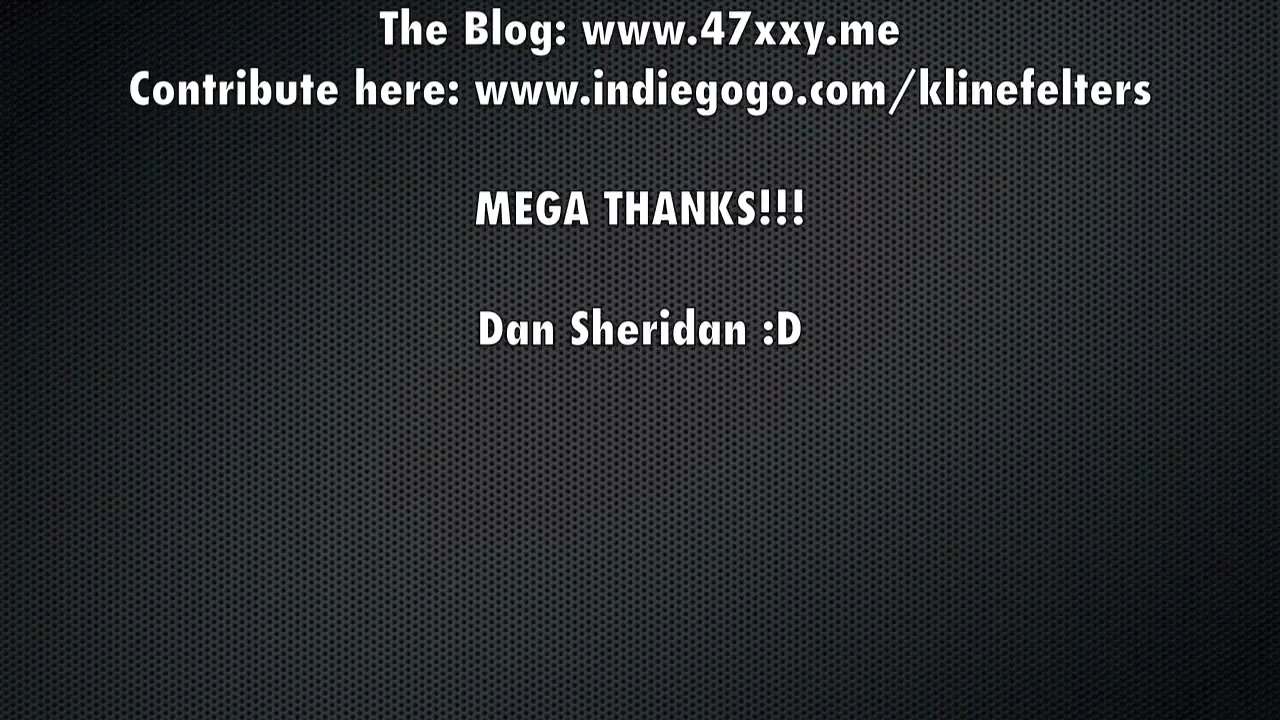 The Blog: www.47xxy.me
Contribute here: www.indiegogo.com/klinefelters
MEGA THANKS!!!
Dan Sheridan :D